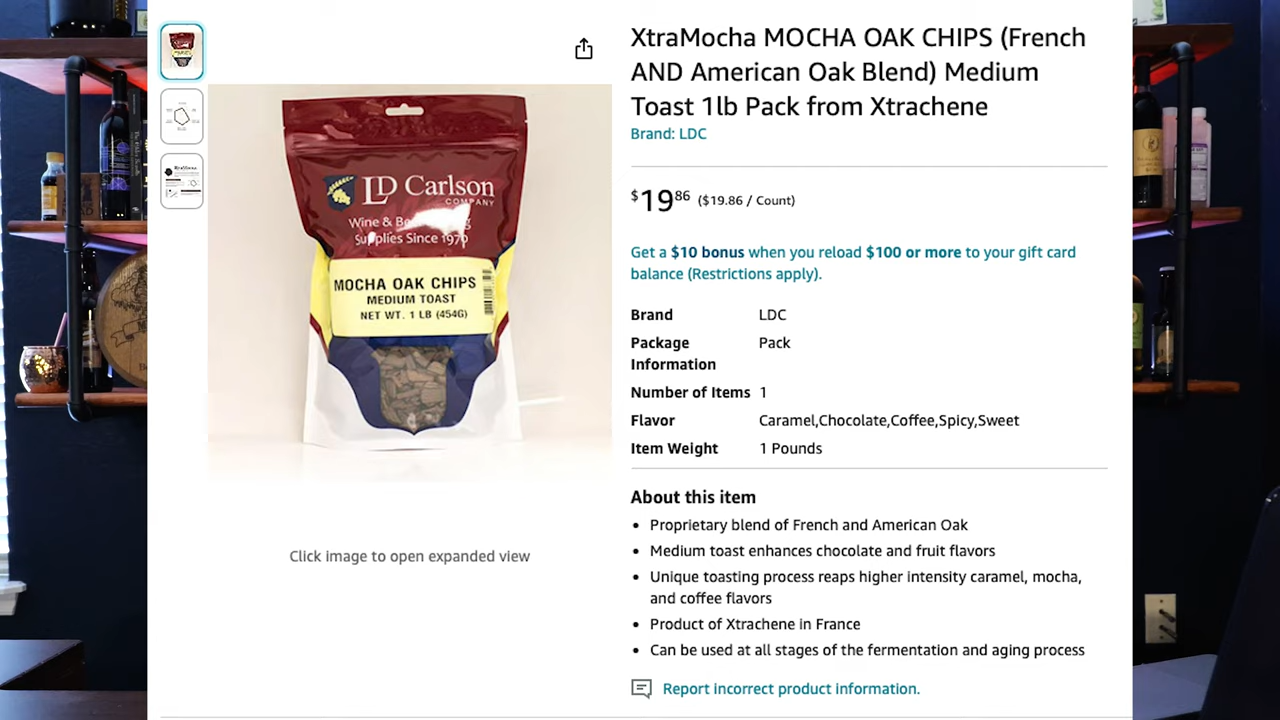 XtraMocha MOCHA OAK CHIPS (French
AND American Oak Blend) Medium
Toast 1lb Pack from Xtrachene
Brand: LDC
$19.86 ($19.86 / Count)
Get a $10 bonus when you reload $100 or more to your gift card
balance (Restrictions apply).
Brand LDC
Package Information Pack
Number of Items 1
Flavor Caramel,Chocolate,Coffee,Spicy,Sweet
Item Weight 1 Pounds
About this item
• Proprietary blend of French and American Oak
• Medium toast enhances chocolate and fruit flavors
• Unique toasting process reaps higher intensity caramel, mocha,
and coffee flavors
• Product of Xtrachene in France
• Can be used at all stages of the fermentation and aging process
Report incorrect product information.
LD Carlson
COMPANY
Wine &
Supplies Since
MOCHA OAK CHIPS
MEDIUM TOAST
NET WT. 1 LB (454G)
Click image to open expanded view